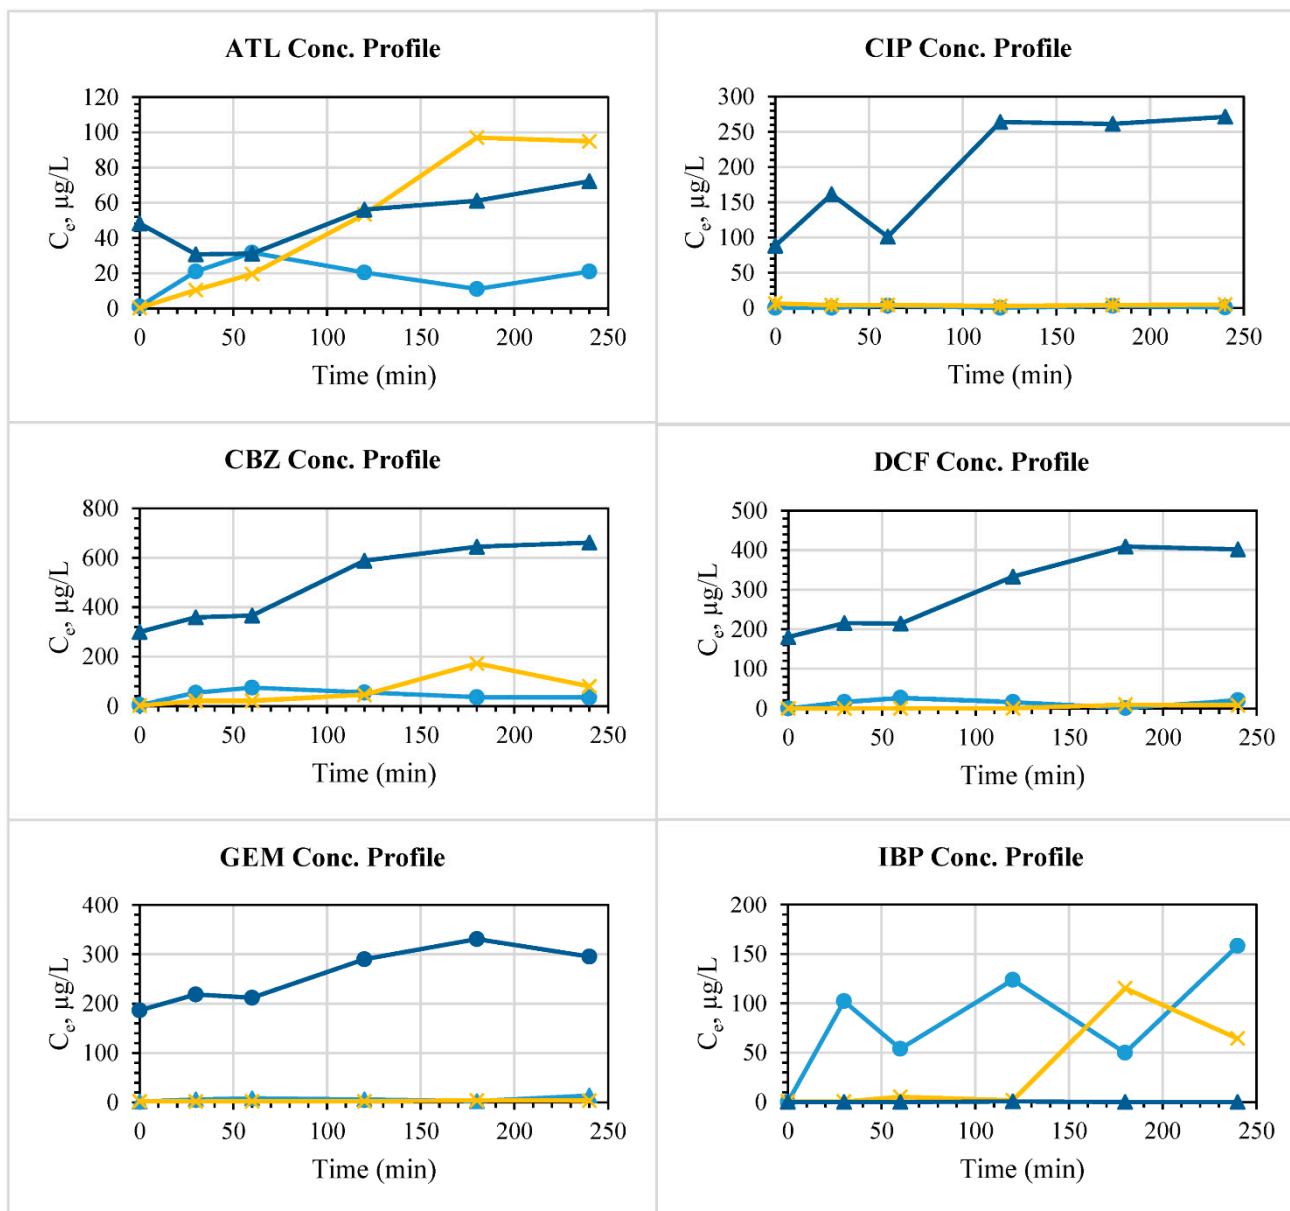 ATL Conc. Profile
120
100
80
60
40
20
0
Cₑ, µg/L
0 50 100 150 200 250
Time (min)
CIP Conc. Profile
300
250
200
150
100
50
0
Cₑ, µg/L
0 50 100 150 200 250
Time (min)
CBZ Conc. Profile
800
600
400
200
0
Cₑ, µg/L
0 50 100 150 200 250
Time (min)
DCF Conc. Profile
500
400
300
200
100
0
Cₑ, µg/L
0 50 100 150 200 250
Time (min)
GEM Conc. Profile
400
300
200
100
0
Cₑ, µg/L
0 50 100 150 200 250
Time (min)
IBP Conc. Profile
200
150
100
50
0
Cₑ, µg/L
0 50 100 150 200 250
Time (min)